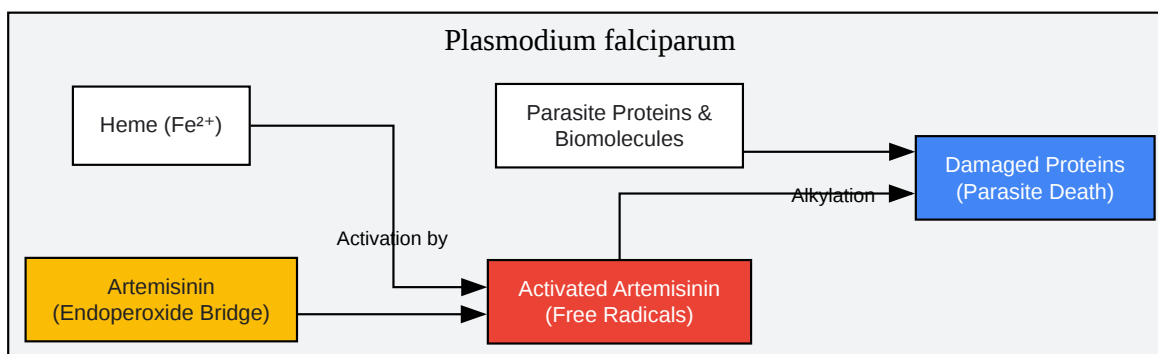 Plasmodium falciparum
Heme (Fe²⁺)
Parasite Proteins &
Biomolecules
Damaged Proteins
(Parasite Death)
Alkylation
Activation by
Artemisinin
(Endoperoxide Bridge)
Activated Artemisinin
(Free Radicals)